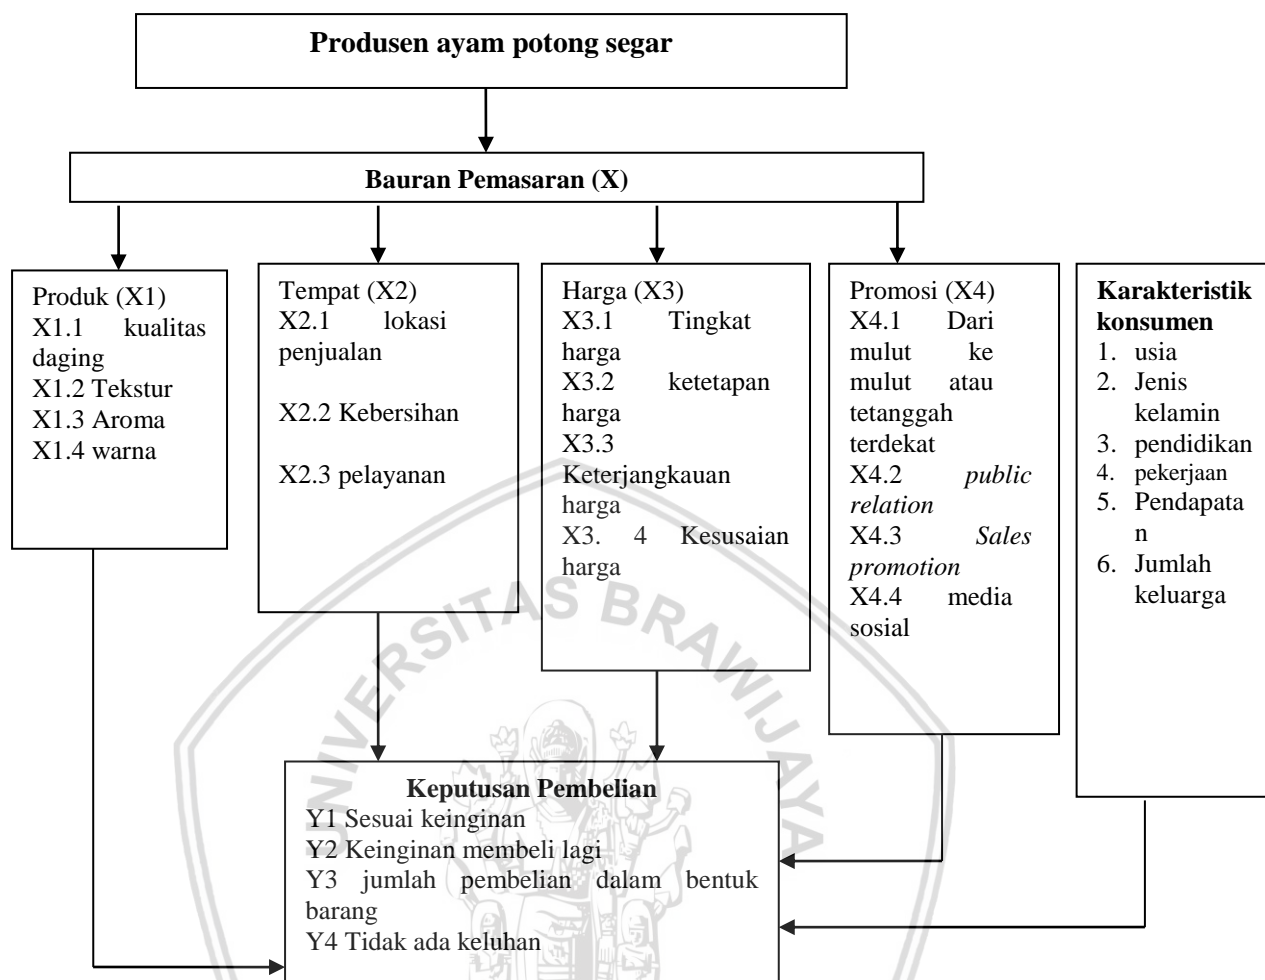 Produsen ayam potong segar
Bauran Pemasaran (X)
Produk (X1)
X1.1 kualitas
daging
X1.2 Tekstur
X1.3 Aroma
X1.4 warna
Tempat (X2)
X2.1 lokasi
penjualan
X2.2 Kebersihan
X2.3 pelayanan
Harga (X3)
X3.1 Tingkat
harga
X3.2 ketetapan
harga
X3.3
Keterjangkauan
harga
X3. 4 Kesusaian
harga
Promosi (X4)
X4.1 Dari
mulut ke
mulut atau
tetanggah
terdekat
X4.2 public
relation
X4.3 Sales
promotion
X4.4 media
sosial
Karakteristik
konsumen
1. usia
2. Jenis
kelamin
3. pendidikan
4. pekerjaan
5. Pendapata
n
6. Jumlah
keluarga
Keputusan Pembelian
Y1 Sesuai keinginan
Y2 Keinginan membeli lagi
Y3 jumlah pembelian dalam bentuk
barang
Y4 Tidak ada keluhan
UNIVERSITAS BRAWIJAYA